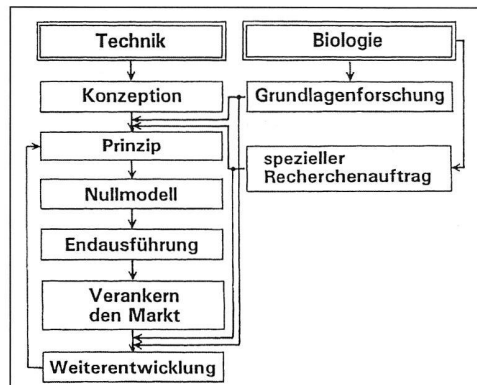 Technik
Biologie
Konzeption
Grundlagenforschung
Prinzip
spezieller
Recherchenauftrag
Nullmodell
Endausführung
Verankern
den Markt
Weiterentwicklung